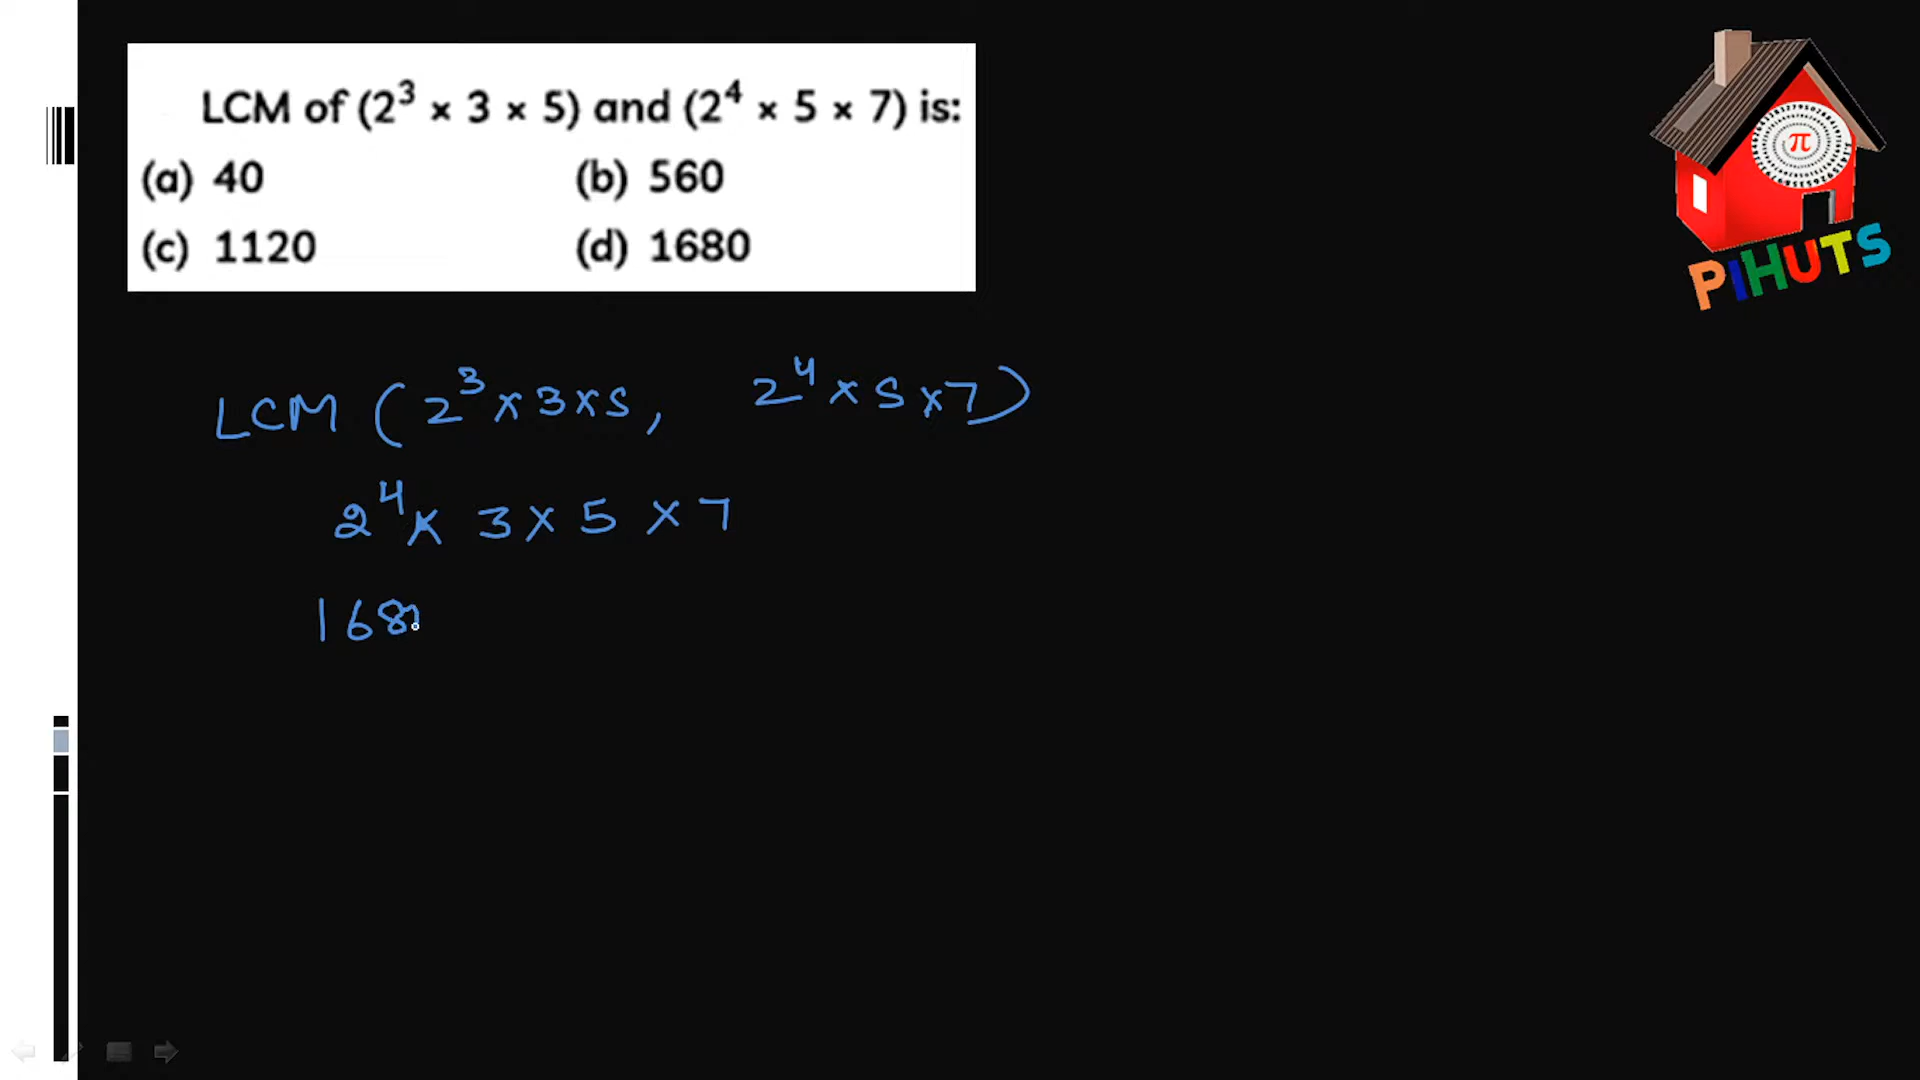 LCM of (2³ × 3 × 5) and (2⁴ × 5 × 7) is:
(a) 40 (b) 560
(c) 1120 (d) 1680
π
PIHUTS
LCM (2³ × 3 × 5, 2⁴ × 5 × 7)
2⁴ × 3 × 5 × 7
168